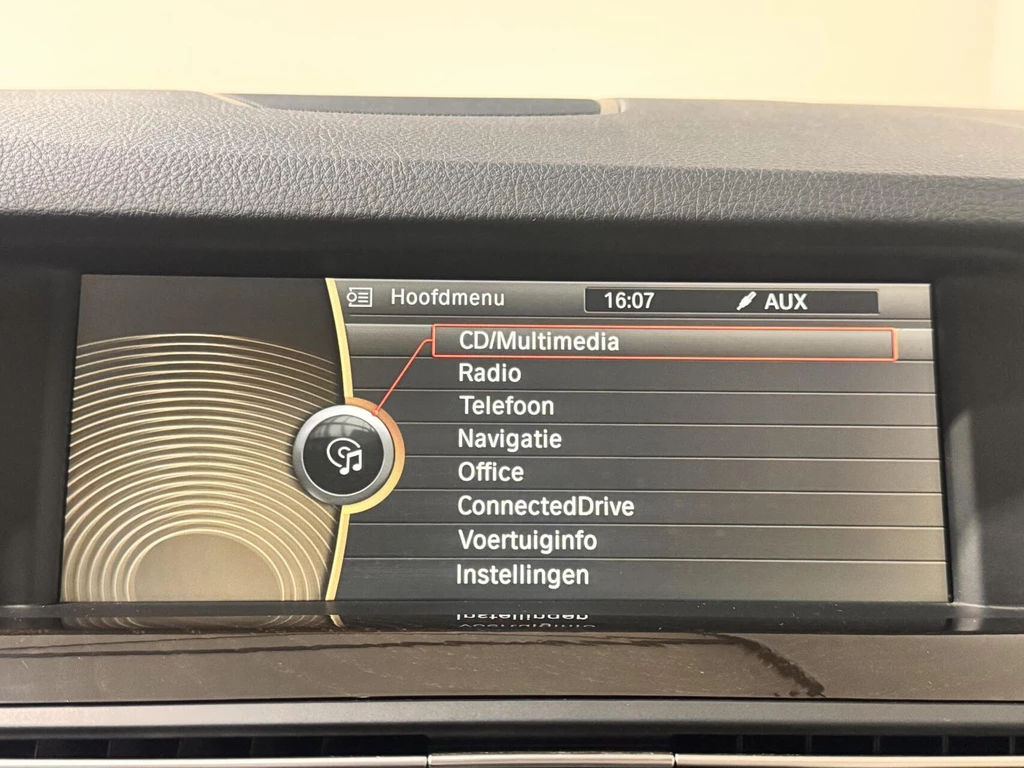 Hoofdmenu 16:07 AUX
CD/Multimedia
Radio
Telefoon
Navigatie
Office
ConnectedDrive
Voertuiginfo
Instellingen